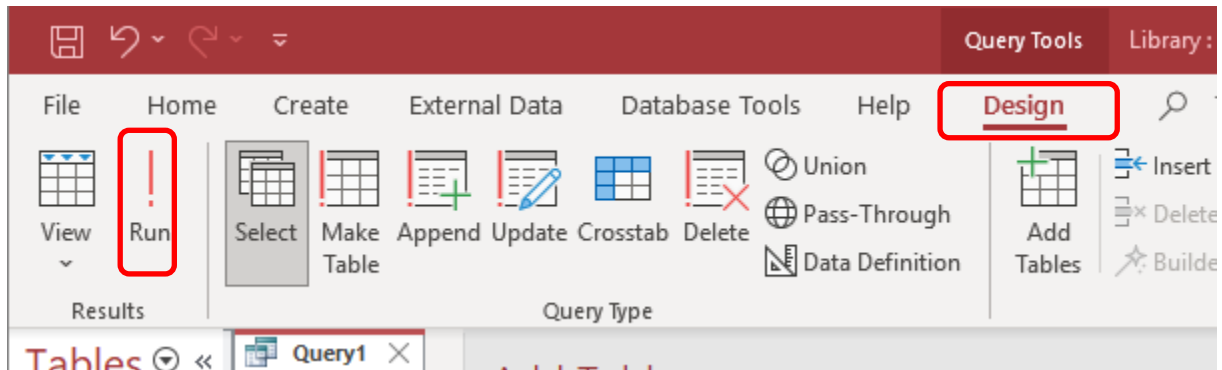 Query Tools Library :
File Home Create External Data Database Tools Help Design
Union
Insert
Pass-Through
Delete
View Run Select Make Table Append Update Crosstab Delete Add Tables
Data Definition
Results Query Type
Tables Query1